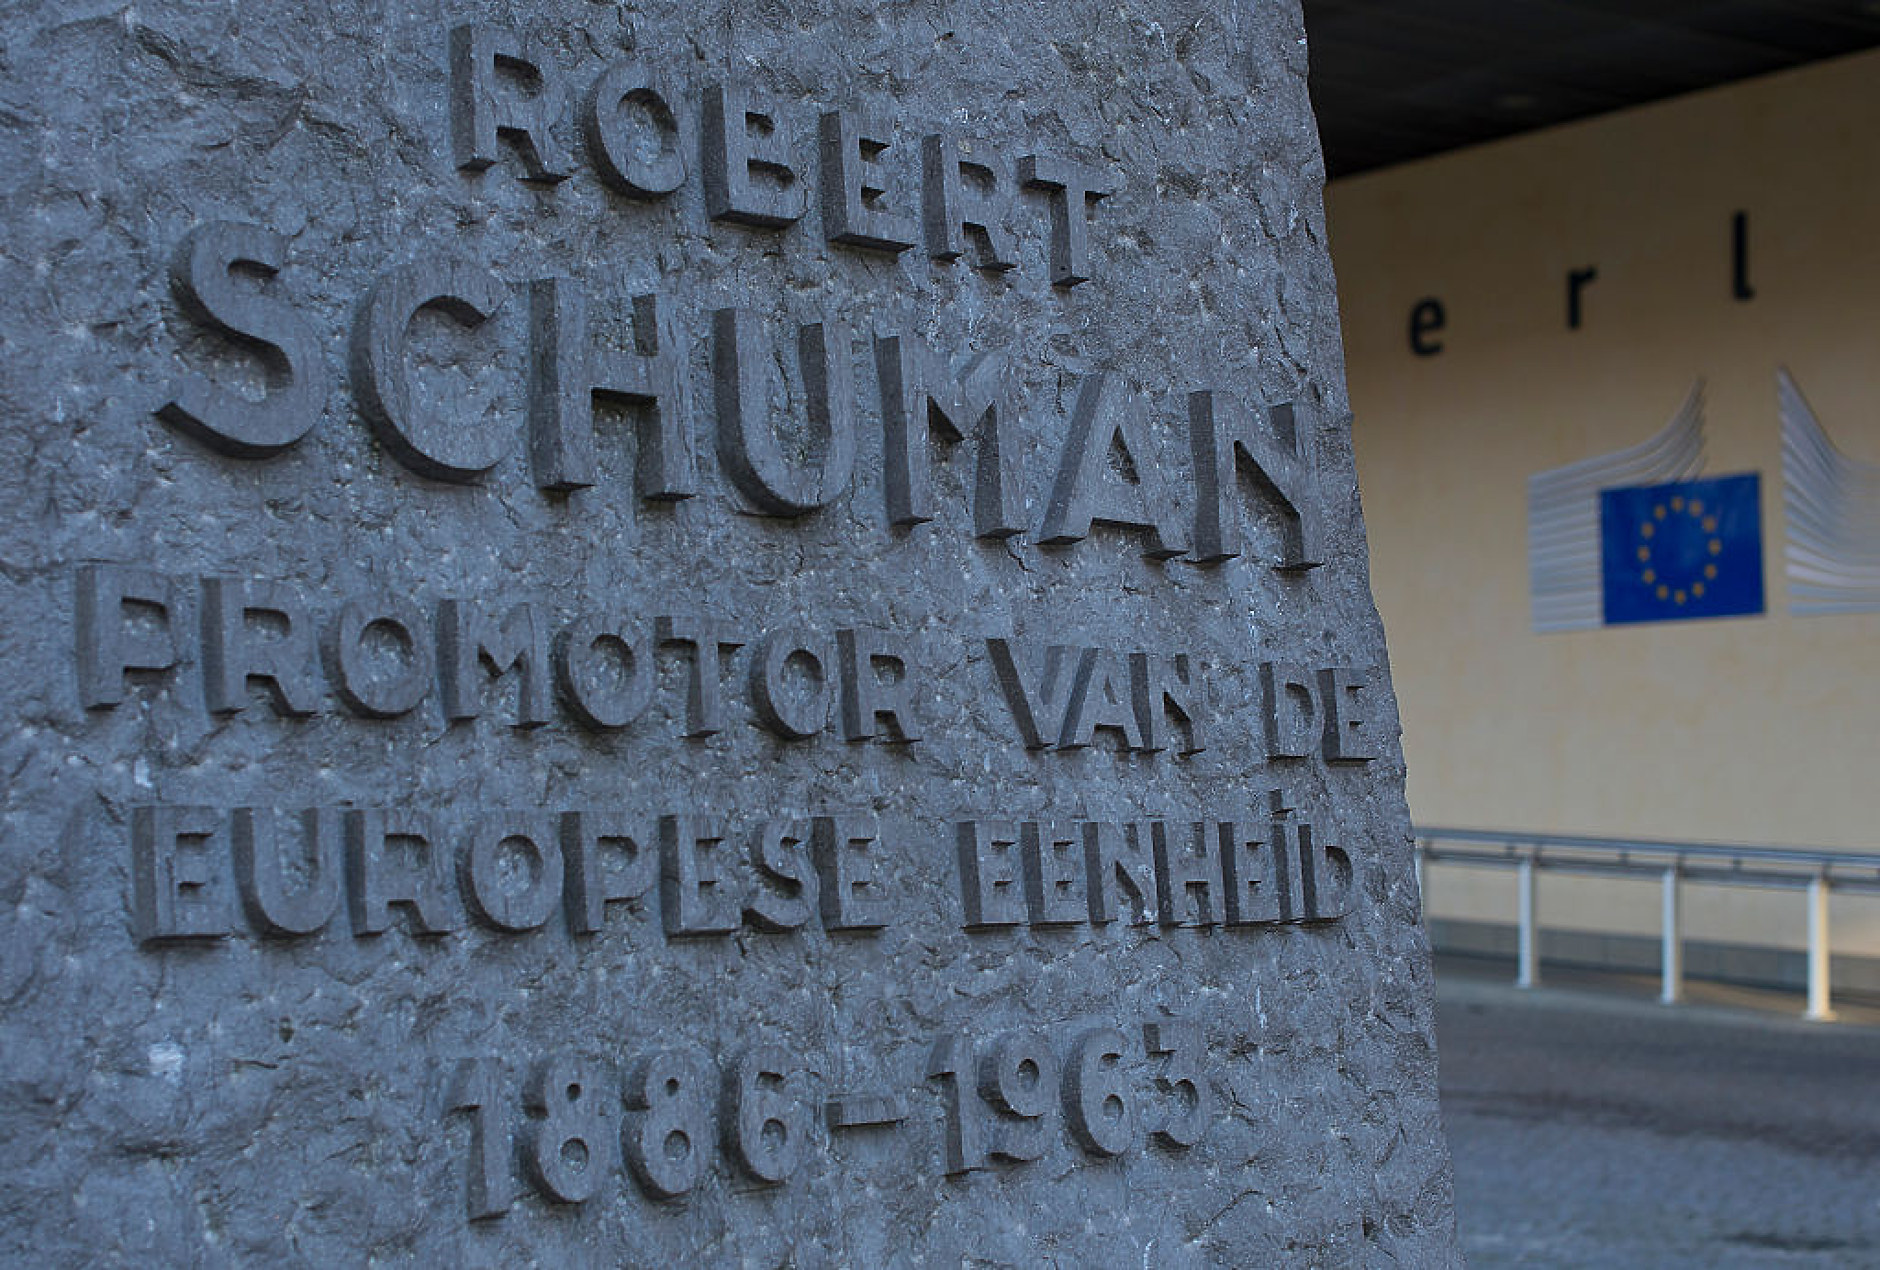 ROBERT
SCHUMAN
PROMOTOR VAN DE
EUROPESE EENHEID
1886-1963
erl